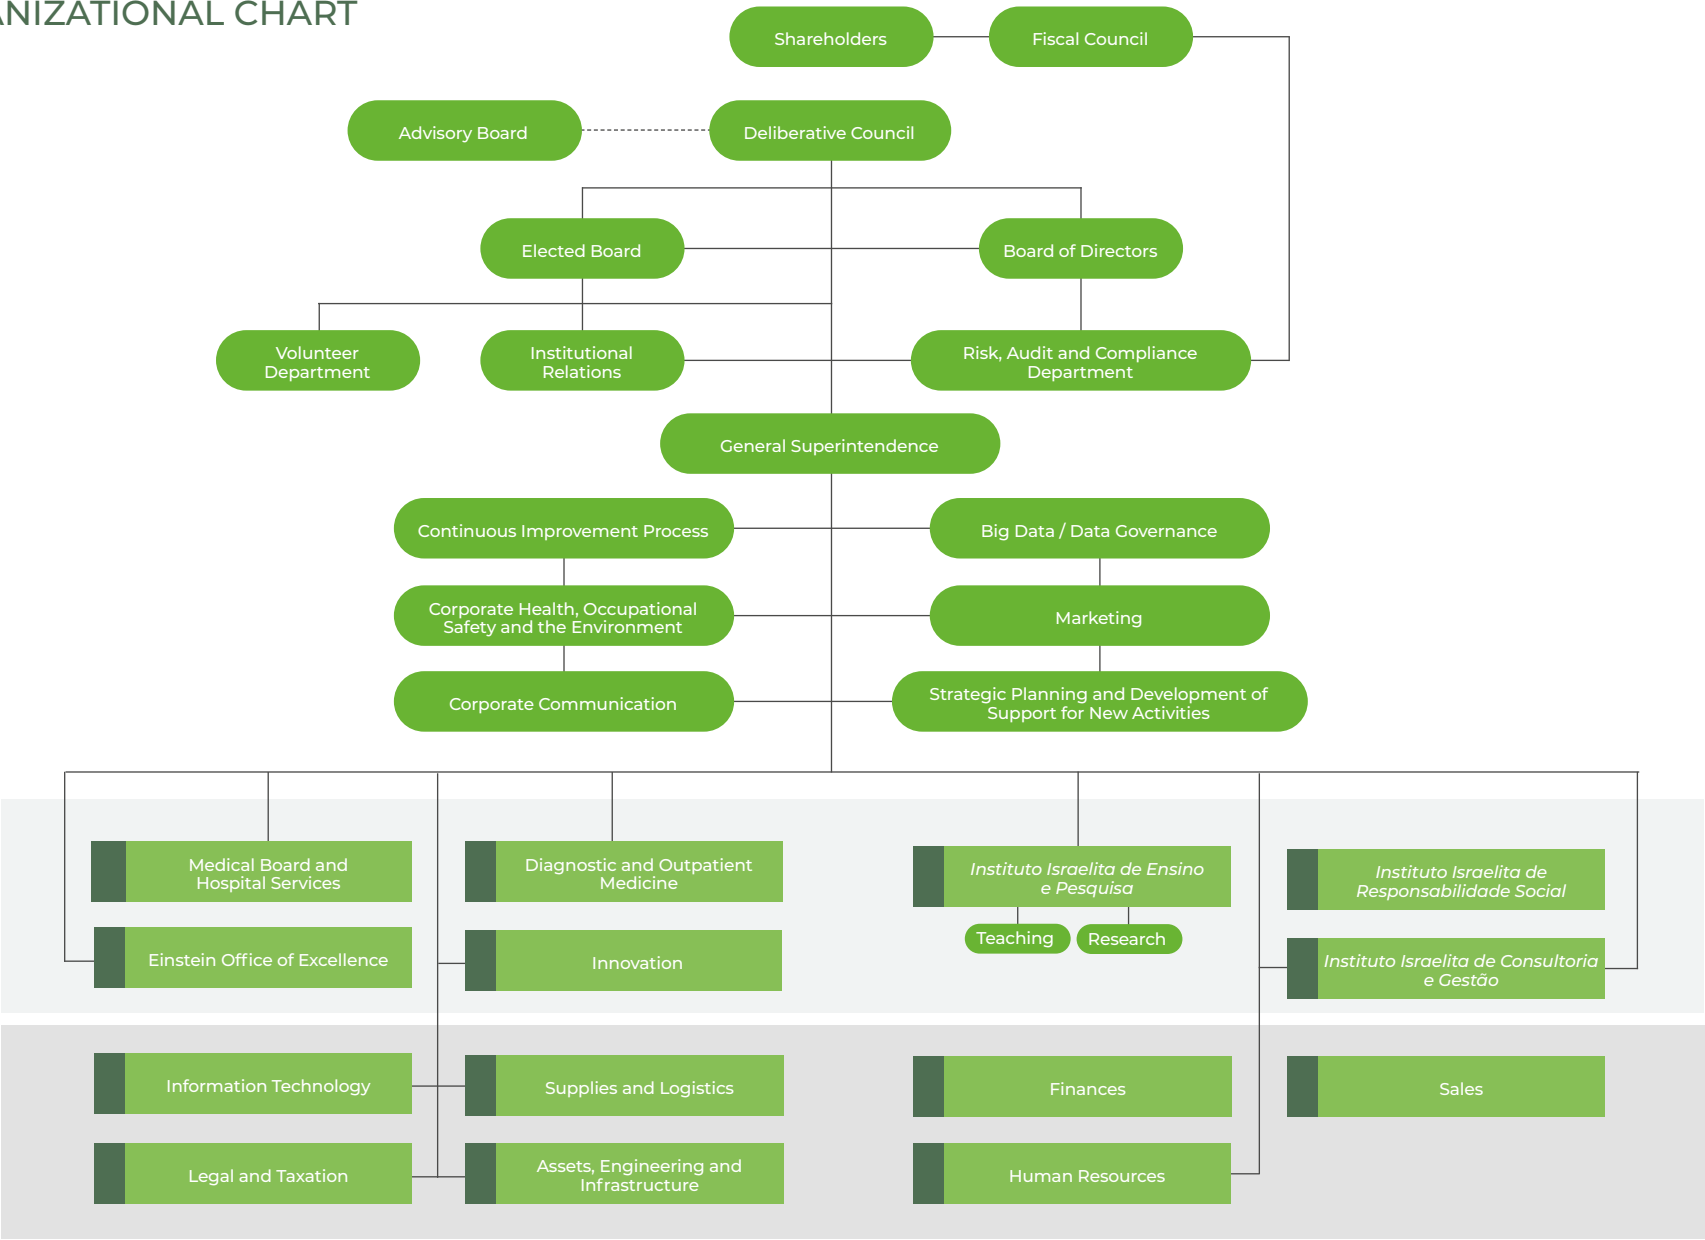 ANIZATIONAL CHART
Shareholders
Fiscal Council
Advisory Board
Deliberative Council
Elected Board
Board of Directors
Volunteer
Department
Institutional
Relations
Risk, Audit and Compliance
Department
General Superintendence
Continuous Improvement Process
Big Data / Data Governance
Corporate Health, Occupational
Safety and the Environment
Marketing
Corporate Communication
Strategic Planning and Development of
Support for New Activities
Medical Board and
Hospital Services
Diagnostic and Outpatient
Medicine
Instituto Israelita de Ensino
e Pesquisa
Instituto Israelita de
Responsabilidade Social
Teaching
Research
Einstein Office of Excellence
Innovation
Instituto Israelita de Consultoria
e Gestão
Information Technology
Supplies and Logistics
Finances
Sales
Legal and Taxation
Assets, Engineering and
Infrastructure
Human Resources